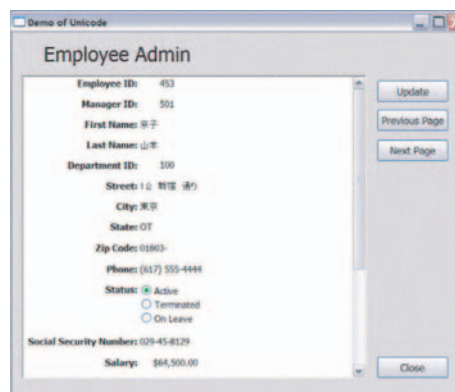 Demo of Unicode
Employee Admin
Employee ID: 453
Manager ID: 501
First Name: 京子
Last Name: 山本
Department ID: 100
Street: 通り
City: 東京
State: OT
Zip Code: 01803-
Phone: (617) 555-4444
Status: Active
Terminated
On Leave
Social Security Number: 029-45-8129
Salary: $64,500.00
Update
Previous Page
Next Page
Close